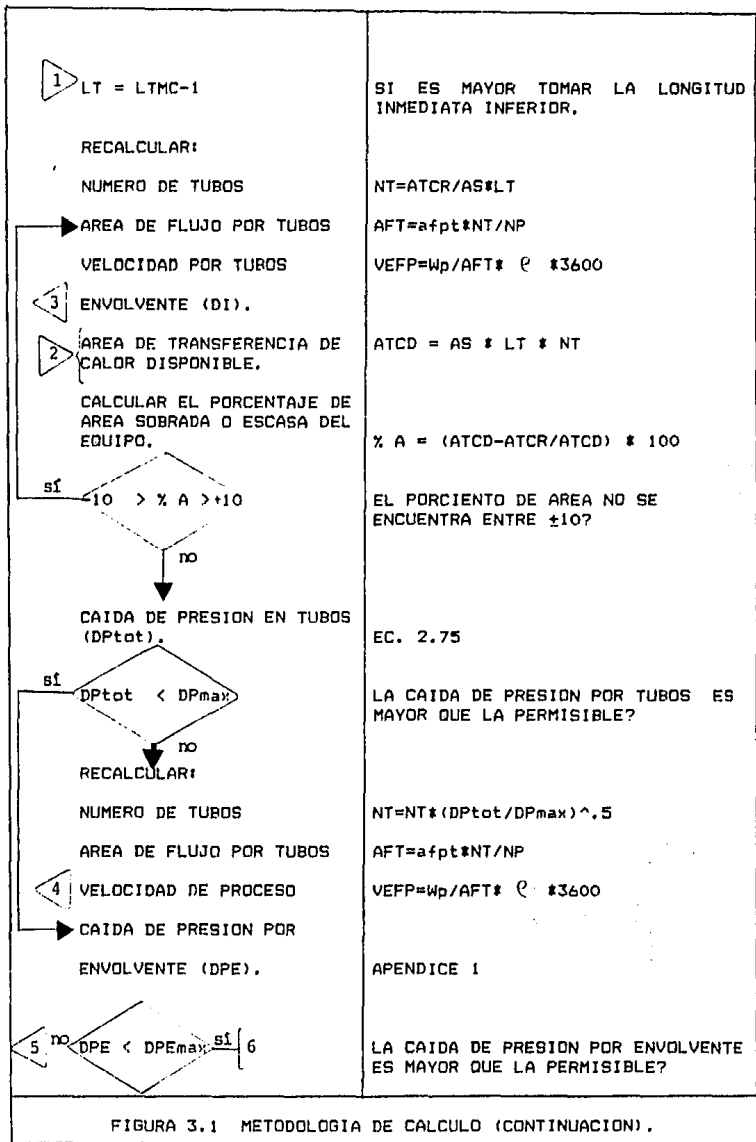 1 LT = LTMC-1
SI ES MAYOR TOMAR LA LONGITUD
INMEDIATA INFERIOR.
RECALCULAR:
NUMERO DE TUBOS
NT=ATCR/AS*LT
AREA DE FLUJO POR TUBOS
AFT=afpt*NT/NP
VELOCIDAD POR TUBOS
VEFP=Wp/AFT* ρ *3600
3 ENVOLVENTE (DI).
2 AREA DE TRANSFERENCIA DE
CALOR DISPONIBLE.
ATCD = AS * LT * NT
CALCULAR EL PORCENTAJE DE
AREA SOBRADA O ESCASA DEL
EQUIPO.
% A = (ATCD-ATCR/ATCD) * 100
sí
-10 > % A >+10
EL PORCIENTO DE AREA NO SE
ENCUENTRA ENTRE ±10?
no
CAIDA DE PRESION EN TUBOS
(DPtot).
EC. 2.75
sí
DPtot < DPmax
LA CAIDA DE PRESION POR TUBOS ES
MAYOR QUE LA PERMISIBLE?
no
RECALCULAR:
NUMERO DE TUBOS
NT=NT*(DPtot/DPmax)^.5
AREA DE FLUJO POR TUBOS
AFT=afpt*NT/NP
4 VELOCIDAD DE PROCESO
VEFP=Wp/AFT* ρ *3600
CAIDA DE PRESION POR
ENVOLVENTE (DPE).
APENDICE 1
5 no DPE < DPEmax sí 6
LA CAIDA DE PRESION POR ENVOLVENTE
ES MAYOR QUE LA PERMISIBLE?
FIGURA 3.1 METODOLOGIA DE CALCULO (CONTINUACION).